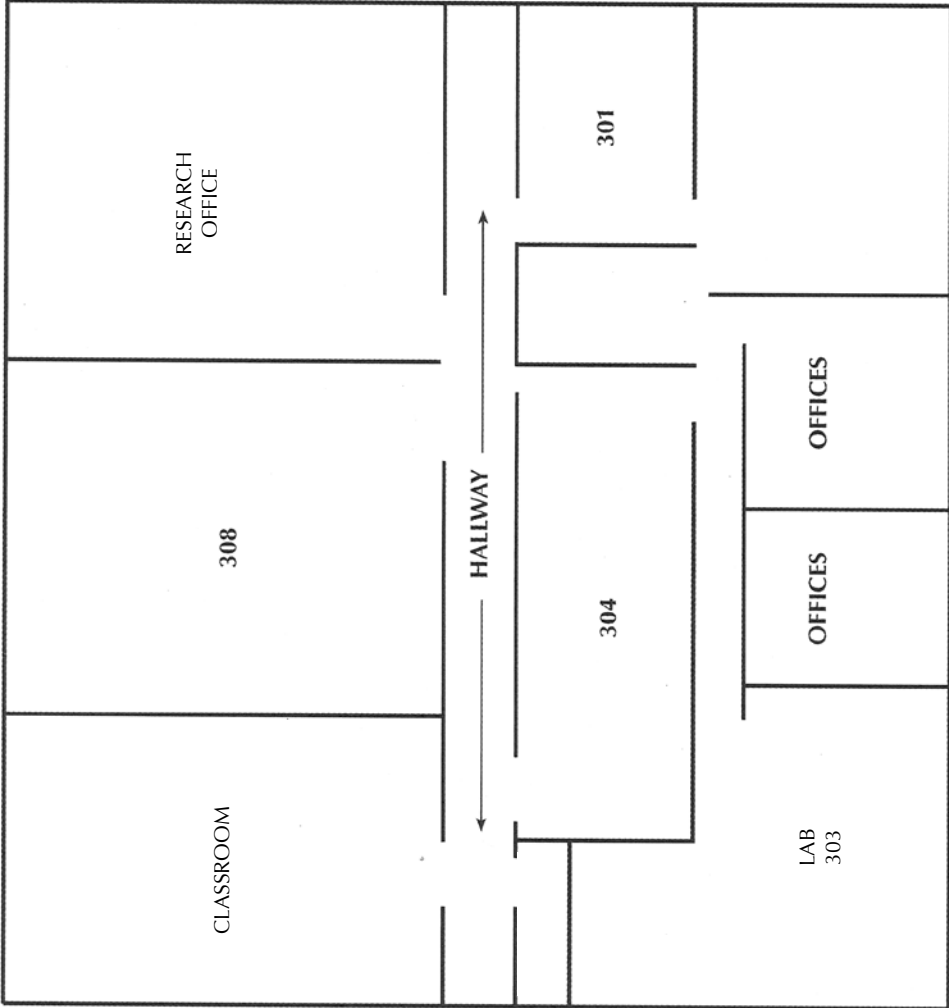 RESEARCH
OFFICE
301
308
HALLWAY
304
OFFICES
OFFICES
CLASSROOM
LAB
303